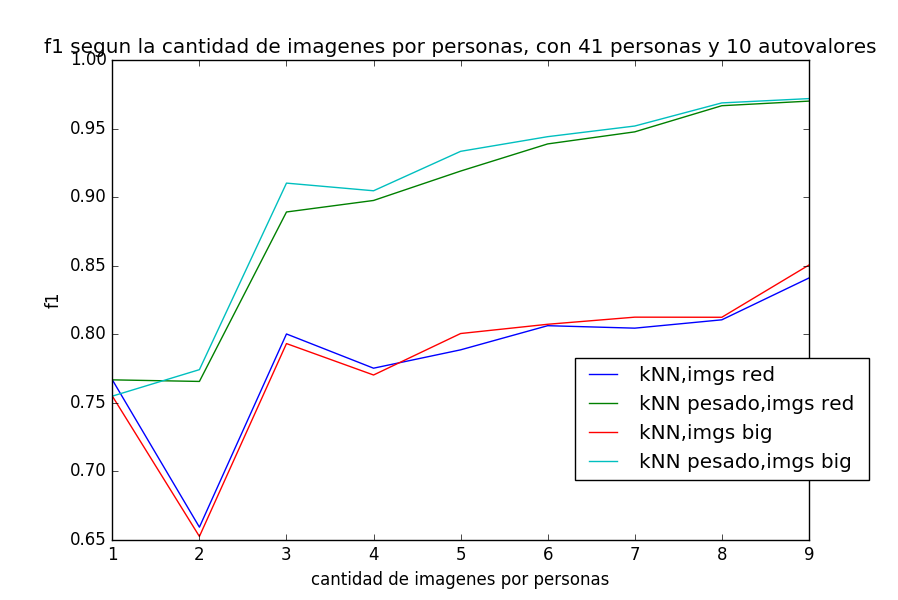 f1 segun la cantidad de imagenes por personas, con 41 personas y 10 autovalores
1.00
0.95
0.90
0.85
0.80
0.75
0.70
0.65
f1
kNN,imgs red
kNN pesado,imgs red
kNN,imgs big
kNN pesado,imgs big
1 2 3 4 5 6 7 8 9
cantidad de imagenes por personas